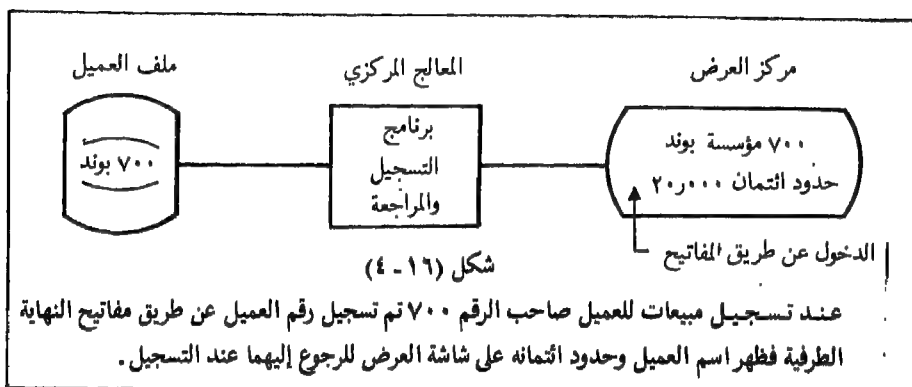 مركز العرض
المعالج المركزي
ملف العميل
٧٠٠ مؤسسة بوند
حدود ائتمان ٢٠٫٠٠٠
برنامج
التسجيل
والمراجعة
٧٠٠ بوند
الدخول عن طريق المفاتيح
شكل (١٦ - ٤)
عند تسجيل مبيعات للعميل صاحب الرقم ٧٠٠ تم تسجيل رقم العميل عن طريق مفاتيح النهاية
الطرفية فظهر اسم العميل وحدود ائتمانه على شاشة العرض للرجوع إليهما عند التسجيل.